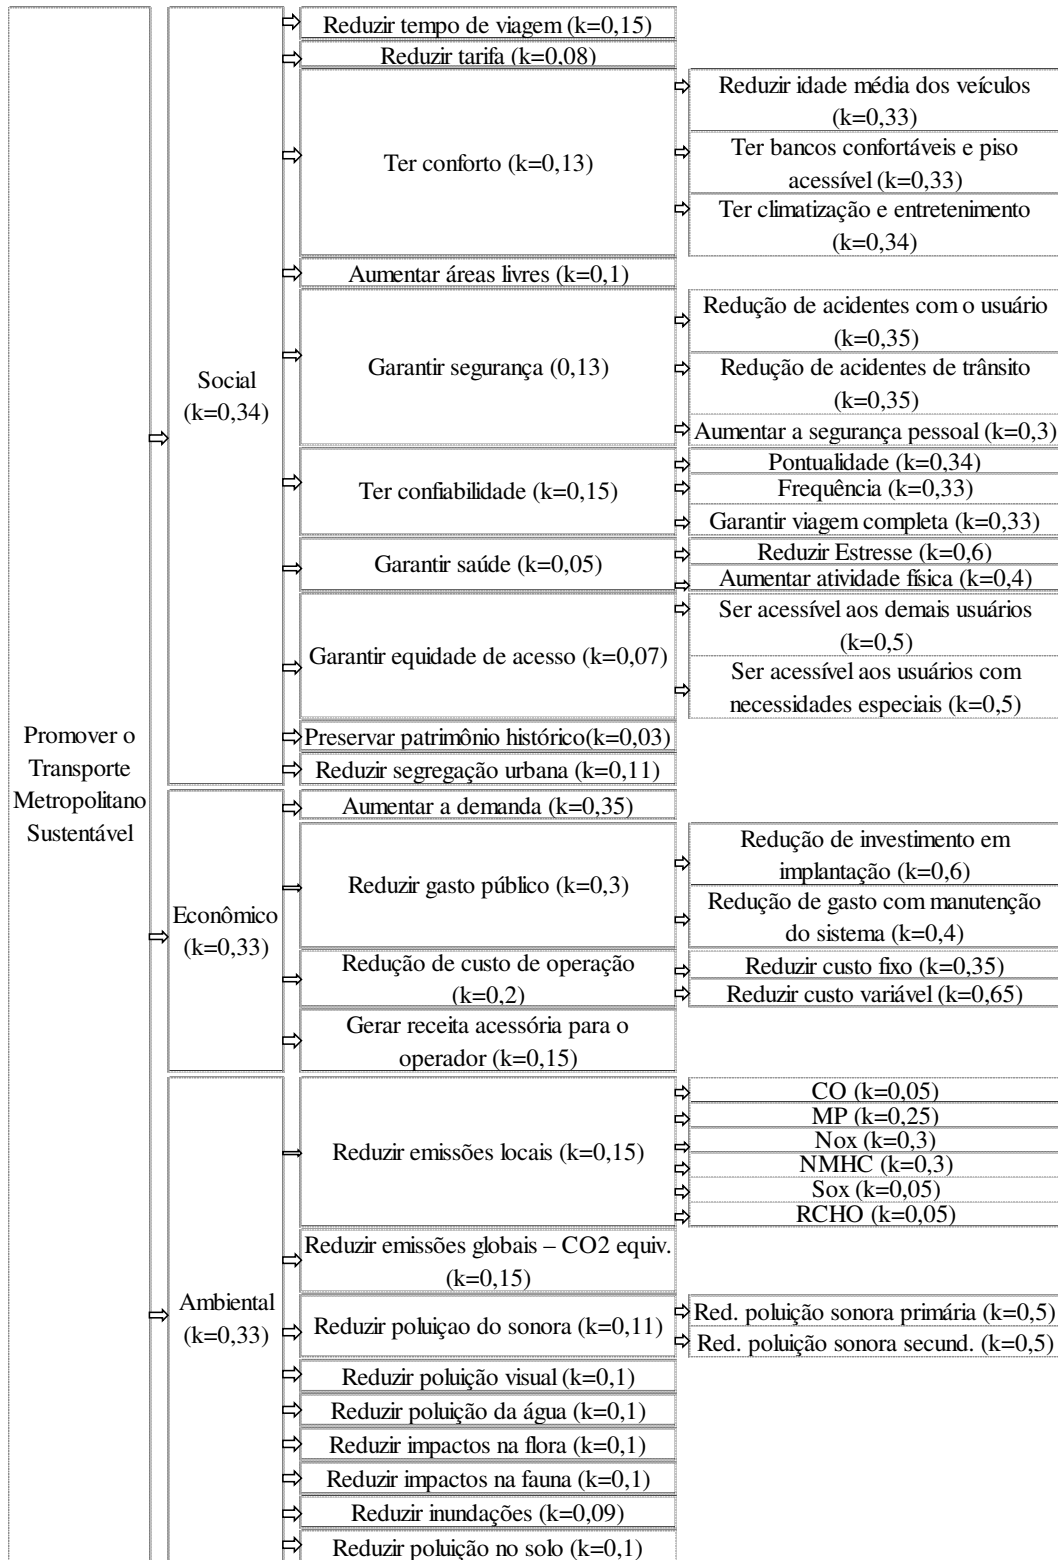 Promover o
Transporte
Metropolitano
Sustentável
Social
(k=0,34)
Reduzir tempo de viagem (k=0,15)
Reduzir tarifa (k=0,08)
Ter conforto (k=0,13)
Reduzir idade média dos veículos
(k=0,33)
Ter bancos confortáveis e piso
acessível (k=0,33)
Ter climatização e entretenimento
(k=0,34)
Aumentar áreas livres (k=0,1)
Garantir segurança (0,13)
Redução de acidentes com o usuário
(k=0,35)
Redução de acidentes de trânsito
(k=0,35)
Aumentar a segurança pessoal (k=0,3)
Ter confiabilidade (k=0,15)
Pontualidade (k=0,34)
Frequência (k=0,33)
Garantir viagem completa (k=0,33)
Garantir saúde (k=0,05)
Reduzir Estresse (k=0,6)
Aumentar atividade física (k=0,4)
Garantir equidade de acesso (k=0,07)
Ser acessível aos demais usuários
(k=0,5)
Ser acessível aos usuários com
necessidades especiais (k=0,5)
Preservar patrimônio histórico(k=0,03)
Reduzir segregação urbana (k=0,11)
Econômico
(k=0,33)
Aumentar a demanda (k=0,35)
Reduzir gasto público (k=0,3)
Redução de investimento em
implantação (k=0,6)
Redução de gasto com manutenção
do sistema (k=0,4)
Redução de custo de operação
(k=0,2)
Reduzir custo fixo (k=0,35)
Reduzir custo variável (k=0,65)
Gerar receita acessória para o
operador (k=0,15)
Ambiental
(k=0,33)
Reduzir emissões locais (k=0,15)
CO (k=0,05)
MP (k=0,25)
Nox (k=0,3)
NMHC (k=0,3)
Sox (k=0,05)
RCHO (k=0,05)
Reduzir emissões globais – CO2 equiv.
(k=0,15)
Reduzir poluiçao do sonora (k=0,11)
Red. poluição sonora primária (k=0,5)
Red. poluição sonora secund. (k=0,5)
Reduzir poluição visual (k=0,1)
Reduzir poluição da água (k=0,1)
Reduzir impactos na flora (k=0,1)
Reduzir impactos na fauna (k=0,1)
Reduzir inundações (k=0,09)
Reduzir poluição no solo (k=0,1)